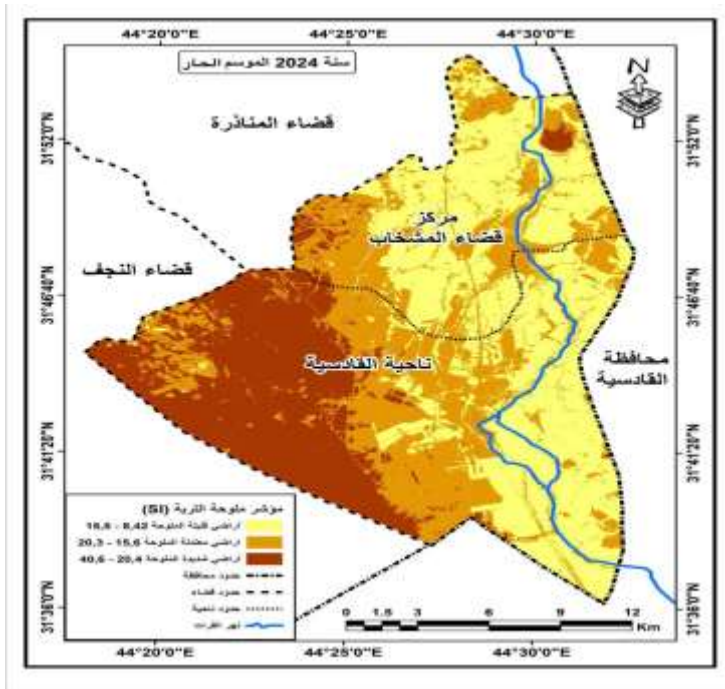 44°20'0"E 44°25'0"E 44°30'0"E
سنة 2024 الموسم الحار
N
قضاء المناذرة
31°52'0"N 31°52'0"N
مركز
قضاء المشخاب
قضاء النجف
31°46'40"N 31°46'40"N
محافظة
القادسية
ناحية القادسية
31°41'20"N 31°41'20"N
مؤشر ملوحة التربة (SI)
اراضي قليلة الملوحة 8,42 -
اراضي معتدلة الملوحة 15,6 - 20,3
اراضي شديدة الملوحة 20,4 - 40,6
حدود محافظة
حدود قضاء
حدود ناحية
نهر الفرات
31°36'0"N 31°36'0"N
0 1.5 3 6 9 12
Km
44°20'0"E 44°25'0"E 44°30'0"E